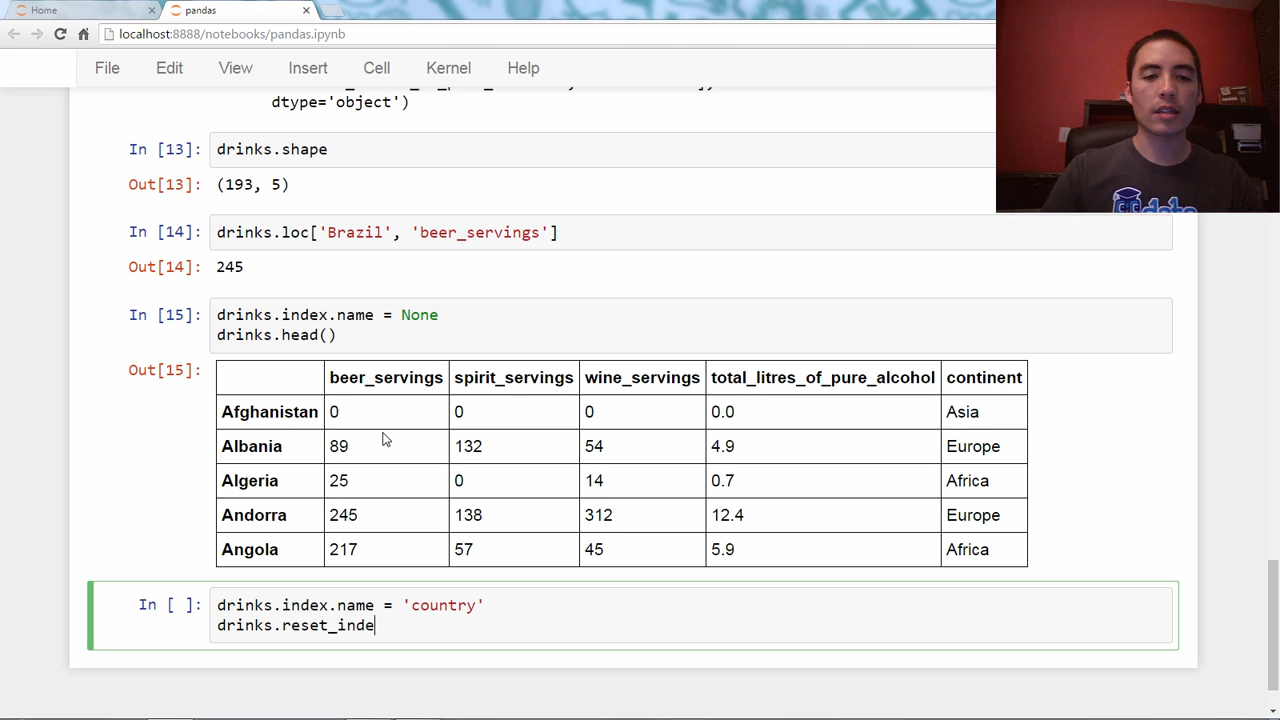 Home
pandas
localhost:8888/notebooks/pandas.ipynb
File Edit View Insert Cell Kernel Help
dtype='object')
In [13]: drinks.shape
Out[13]: (193, 5)
In [14]: drinks.loc['Brazil', 'beer_servings']
Out[14]: 245
In [15]: drinks.index.name = None
drinks.head()
Out[15]:
beer_servings spirit_servings wine_servings total_litres_of_pure_alcohol continent
Afghanistan 0 0 0 0.0 Asia
Albania 89 132 54 4.9 Europe
Algeria 25 0 14 0.7 Africa
Andorra 245 138 312 12.4 Europe
Angola 217 57 45 5.9 Africa
In [ ]: drinks.index.name = 'country'
drinks.reset_inde
data